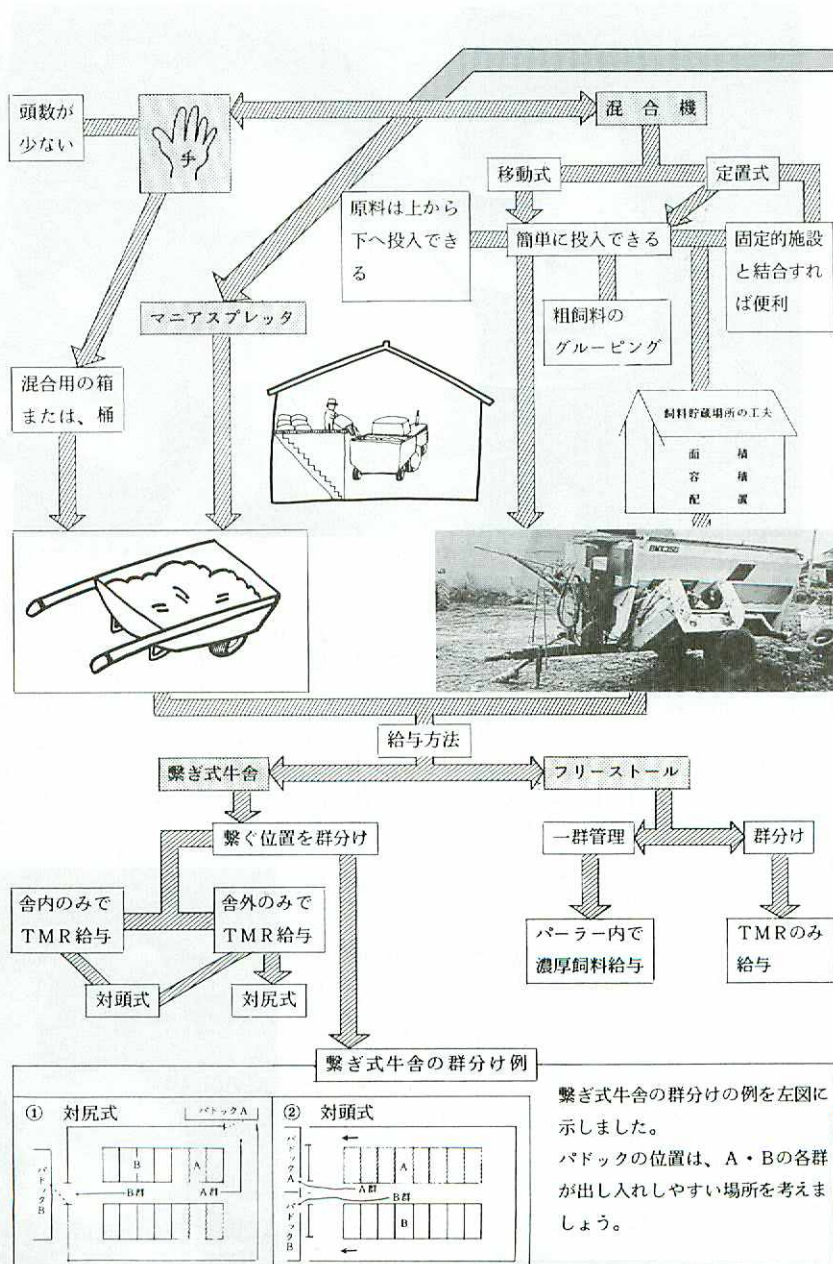 頭数が
少ない
手
混合機
移動式
定置式
原料は上から
下へ投入でき
る
簡単に投入できる
固定的施設
と結合すれ
ば便利
マニアスプレッタ
粗飼料の
グルーピング
混合用の箱
または、桶
飼料貯蔵場所の工夫
面積
容積
配置
給与方法
繋ぎ式牛舎
フリーストール
繋ぐ位置を群分け
一群管理
群分け
舎内のみで
TMR給与
舎外のみで
TMR給与
パーラー内で
濃厚飼料給与
TMRのみ
給与
対頭式
対尻式
繋ぎ式牛舎の群分け例
① 対尻式
パドックA
パドックB
B
A
B群
A群
② 対頭式
パドックA
パドックB
A
A群
B群
B
繋ぎ式牛舎の群分けの例を左図に
示しました。
パドックの位置は、A・Bの各群
が出し入れしやすい場所を考えま
しょう。